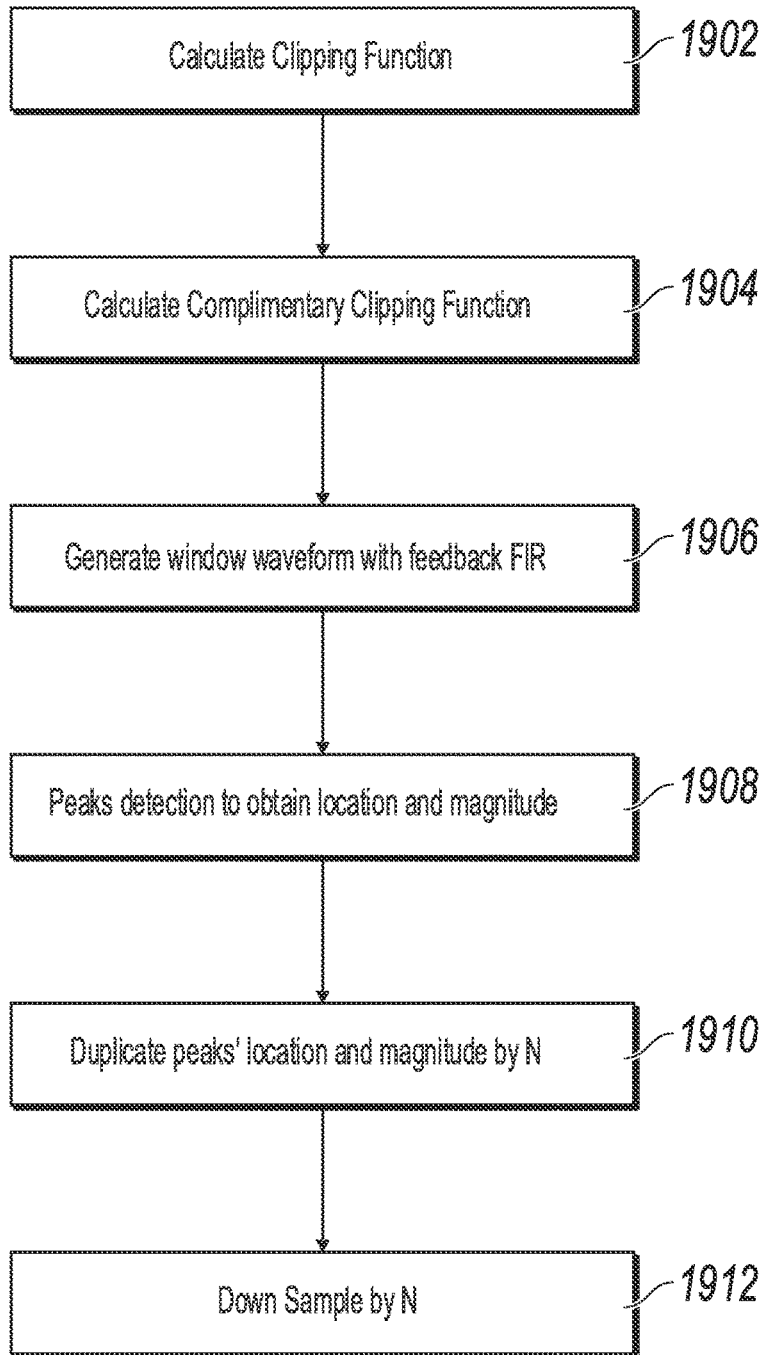 Calculate Clipping Function
1902
Calculate Complimentary Clipping Function
1904
Generate window waveform with feedback FIR
1906
Peaks detection to obtain location and magnitude
1908
Duplicate peaks' location and magnitude by N
1910
Down Sample by N
1912